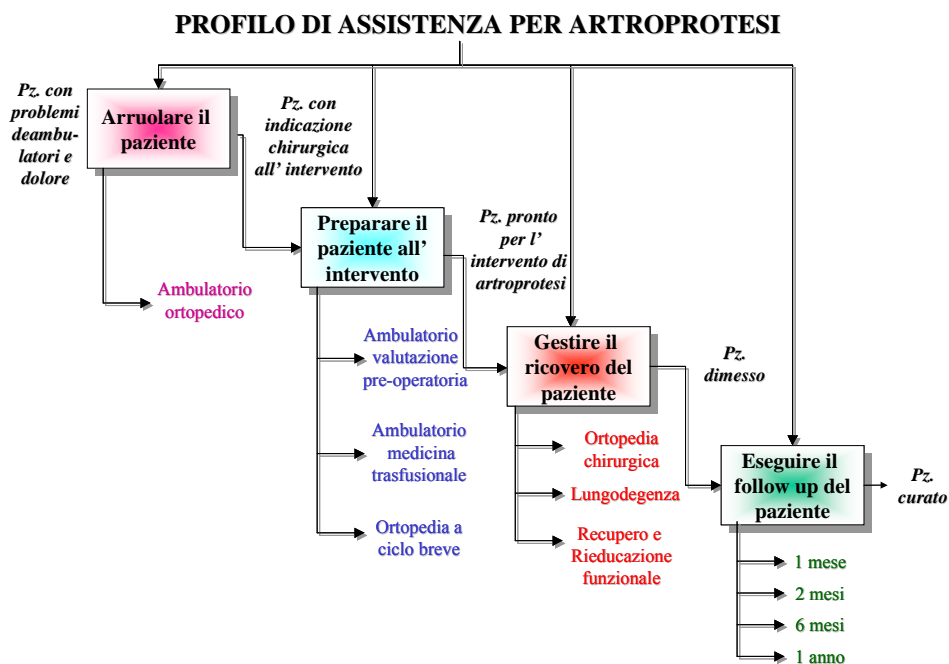 PROFILO DI ASSISTENZA PER ARTROPROTESI
Pz. con
problemi
deambu-
latori e
dolore
Arruolare il
paziente
Pz. con
indicazione
chirurgica
all' intervento
Ambulatorio
ortopedico
Preparare il
paziente all'
intervento
Pz. pronto
per l'
intervento di
artroprotesi
Ambulatorio
valutazione
pre-operatoria
Ambulatorio
medicina
trasfusionale
Ortopedia a
ciclo breve
Gestire il
ricovero del
paziente
Pz.
dimesso
Ortopedia
chirurgica
Lungodegenza
Recupero e
Rieducazione
funzionale
Eseguire il
follow up del
paziente
Pz.
curato
1 mese
2 mesi
6 mesi
1 anno